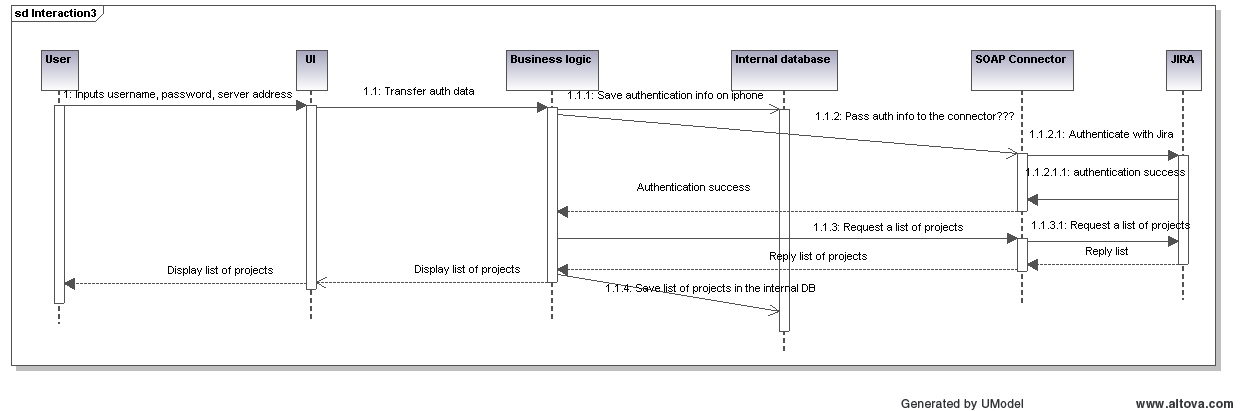 sd Interaction3
User
UI
Business logic
Internal database
SOAP Connector
JIRA
1: Inputs username, password, server address
1.1: Transfer auth data
1.1.1: Save authentication info on iphone
1.1.2: Pass auth info to the connector???
1.1.2.1: Authenticate with Jira
1.1.2.1.1: authentication success
Authentication success
1.1.3: Request a list of projects
1.1.3.1: Request a list of projects
Reply list
Reply list of projects
Display list of projects
Display list of projects
1.1.4: Save list of projects in the internal DB
Generated by UModel
www.altova.com